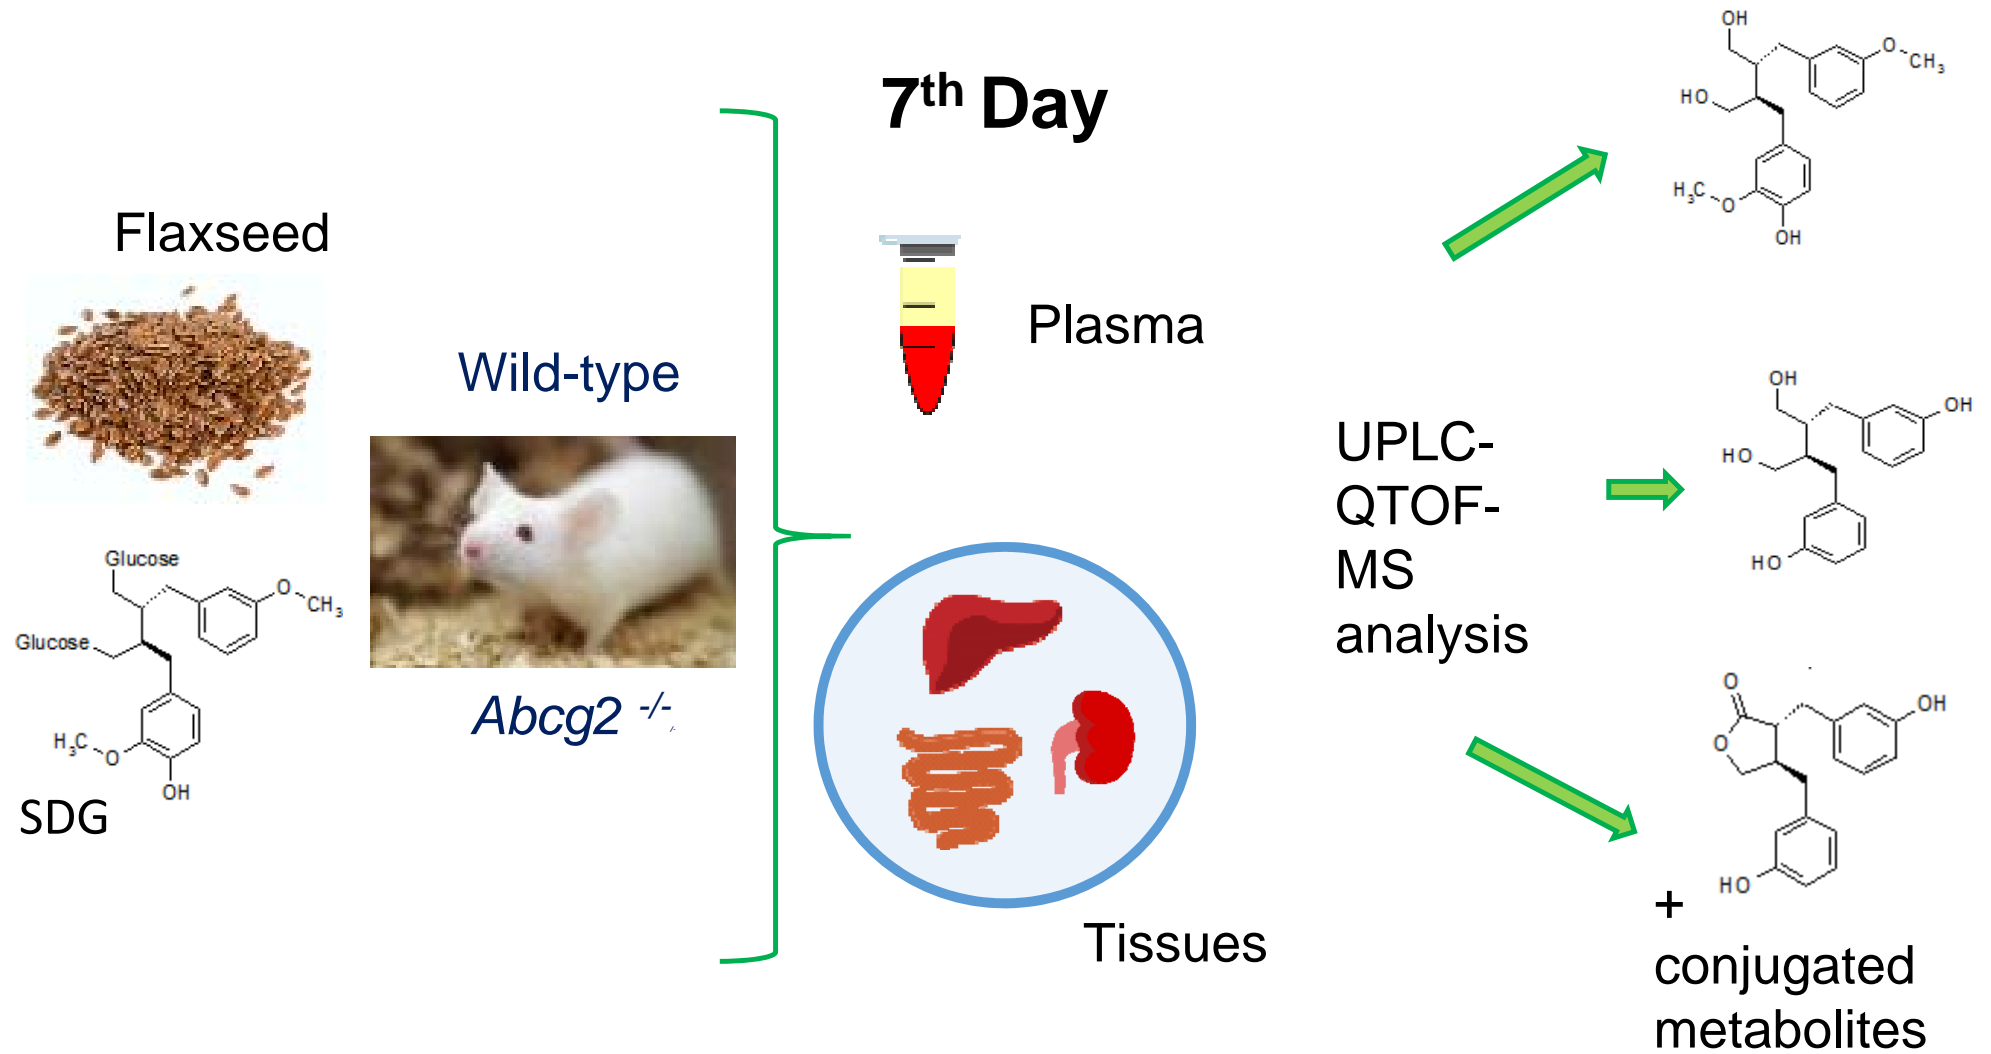 7th Day
Flaxseed
Glucose
Glucose
O
CH3
H3C
O
OH
SDG
Wild-type
Abcg2 -/-
Plasma
Tissues
UPLC-
QTOF-
MS
analysis
OH
O
CH3
HO
H3C
O
OH
OH
OH
HO
HO
O
OH
O
HO
+
conjugated
metabolites